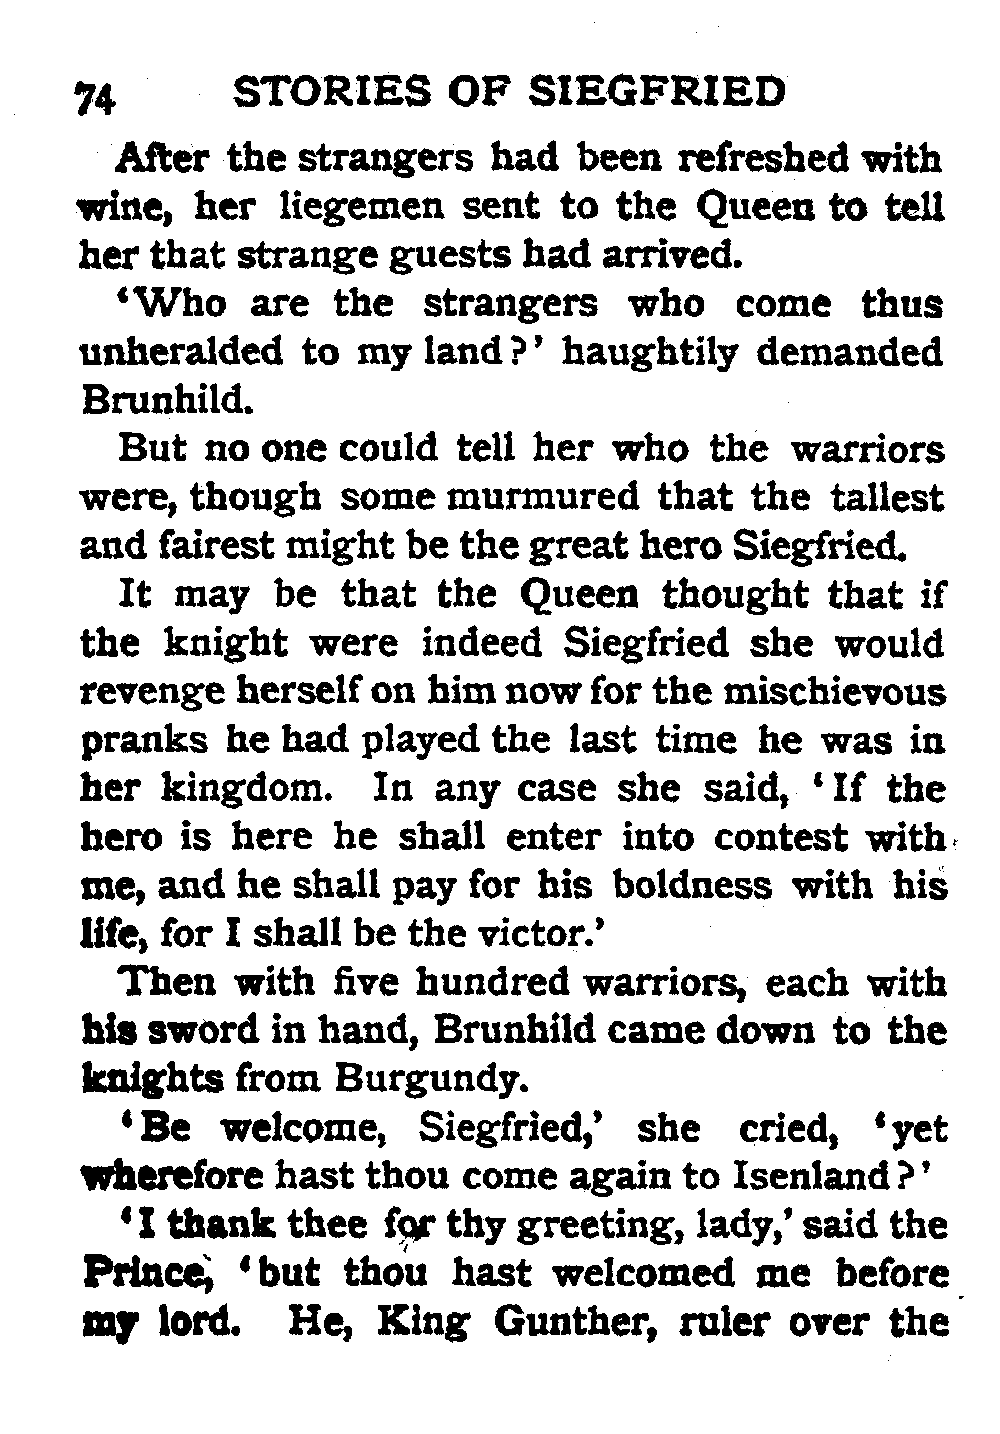 74 STORIES OF SIEGFRIED
After the strangers had been refreshed with
wine, her liegemen sent to the Queen to tell
her that strange guests had arrived.
‘Who are the strangers who come thus
unheralded to my land?’ haughtily demanded
Brunhild.
But no one could tell her who the warriors
were, though some murmured that the tallest
and fairest might be the great hero Siegfried.
It may be that the Queen thought that if
the knight were indeed Siegfried she would
revenge herself on him now for the mischievous
pranks he had played the last time he was in
her kingdom. In any case she said, ‘If the
hero is here he shall enter into contest with
me, and he shall pay for his boldness with his
life, for I shall be the victor.’
Then with five hundred warriors, each with
his sword in hand, Brunhild came down to the
knights from Burgundy.
‘Be welcome, Siegfried,’ she cried, ‘yet
wherefore hast thou come again to Isenland?’
‘I thank thee for thy greeting, lady,’ said the
Prince, ‘but thou hast welcomed me before
my lord. He, King Gunther, ruler over the